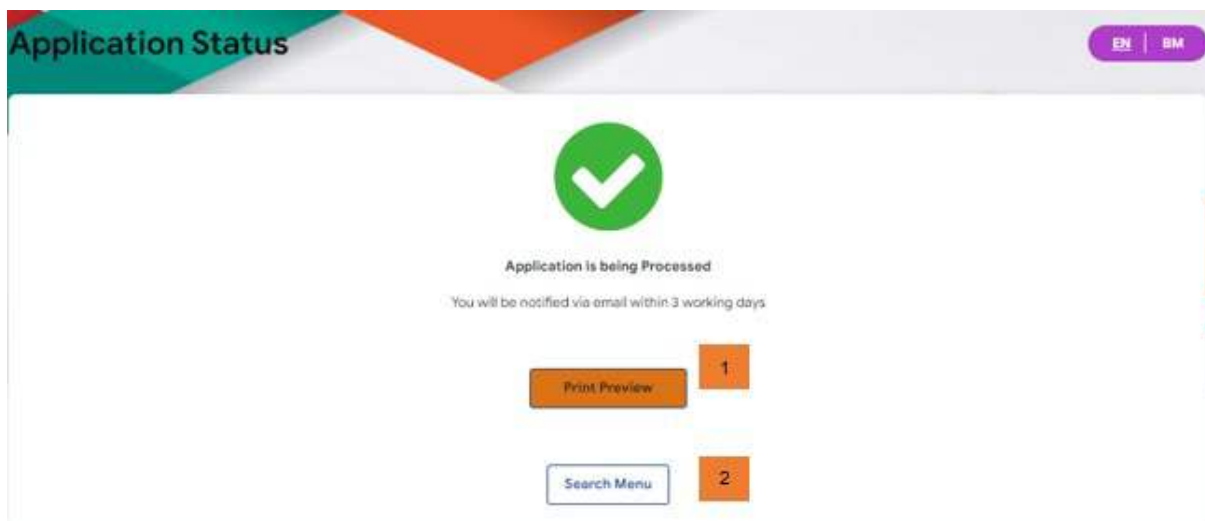 Application Status
EN | BM
Application is being Processed
You will be notified via email within 3 working days
1
Print Preview
Search Menu
2